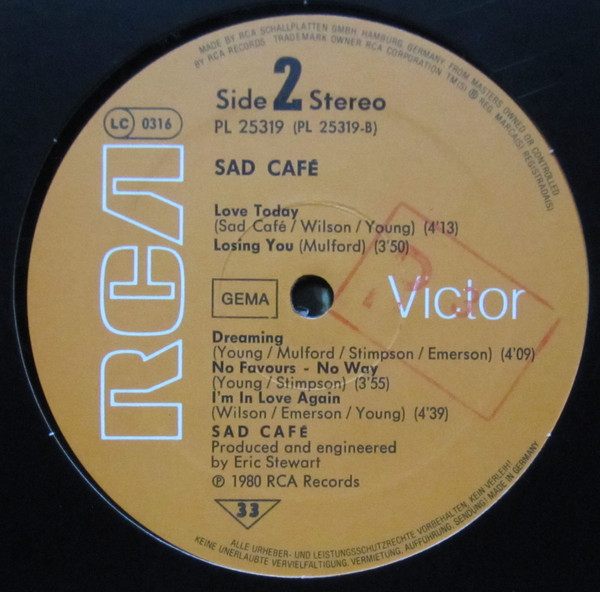 MADE BY RCA SCHALLPLATTEN GMBH, HAMBURG, GERMANY, FROM MASTERS OWNED OR CONTROLLED
BY RCA RECORDS TRADEMARK OWNER RCA CORPORATION TM(S) ® REG. MARCA(S) REGISTRADA(S)
Side 2 Stereo
LC 0316
PL 25319 (PL 25319-B)
SAD CAFÉ
RCA
Love Today
(Sad Café / Wilson / Young) (4'13)
Losing You (Mulford) (3'50)
GEMA
Victor
Dreaming
(Young / Mulford / Stimpson / Emerson) (4'09)
No Favours - No Way
(Young / Stimpson) (3'55)
I'm In Love Again
(Wilson / Emerson / Young) (4'39)
SAD CAFÉ
Produced and engineered
by Eric Stewart
℗ 1980 RCA Records
33
ALLE URHEBER- UND LEISTUNGSSCHUTZRECHTE VORBEHALTEN, KEIN VERLEIH!
KEINE UNERLAUBTE VERVIELFÄLTIGUNG, VERMIETUNG, AUFFÜHRUNG, SENDUNG! MADE IN GERMANY